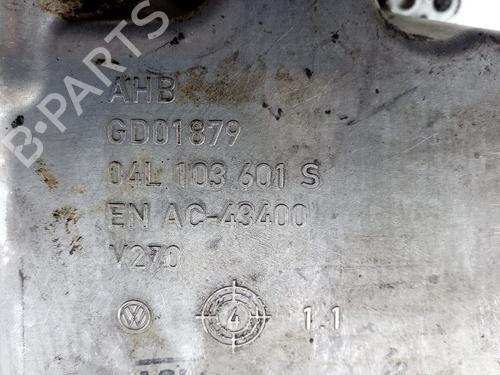 B-PARTS
AHB
GD01879
04L 103 601 S
EN AC-43400
V270
4 1.1